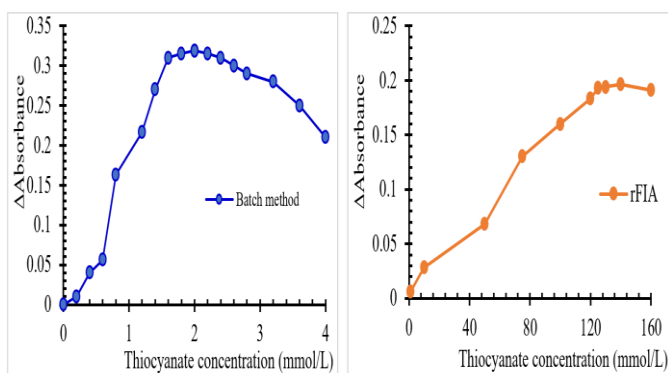 0.35
0.3
0.25
0.2
0.15
0.1
0.05
0
ΔAbsorbance
Batch method
0 1 2 3 4
Thiocyanate concentration (mmol/L)
0.25
0.2
0.15
0.1
0.05
0
ΔAbsorbance
rFIA
0 40 80 120 160
Thiocyanate concentration (mmol/L)